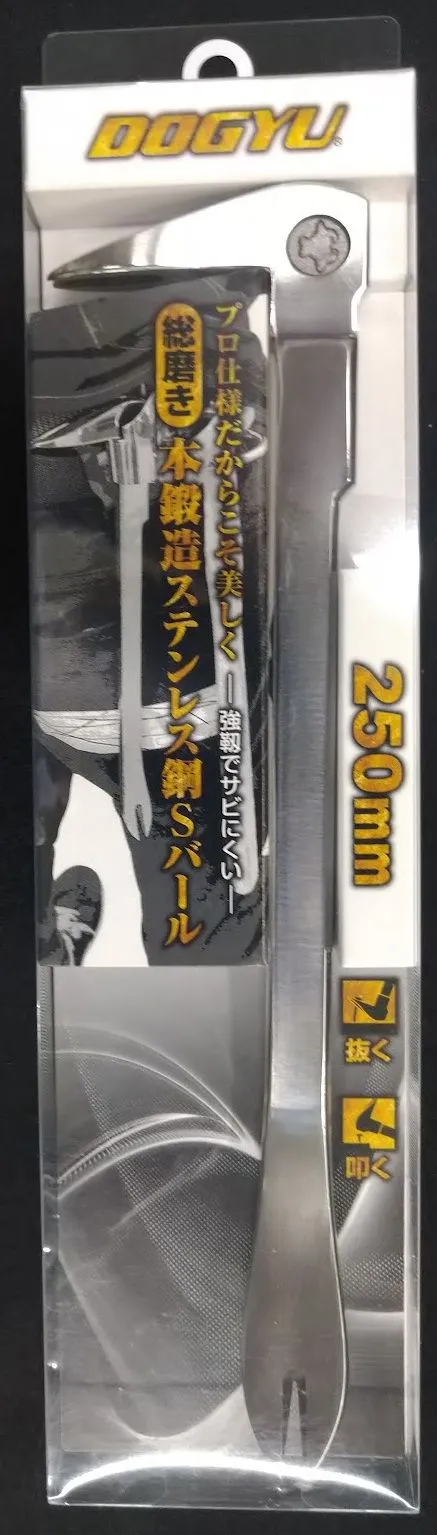 DOGYU®
プロ仕様だからこそ美しく ―強靱でサビにくい―
総磨き 本鍛造ステンレス鋼Sバール
250mm
抜く
叩く